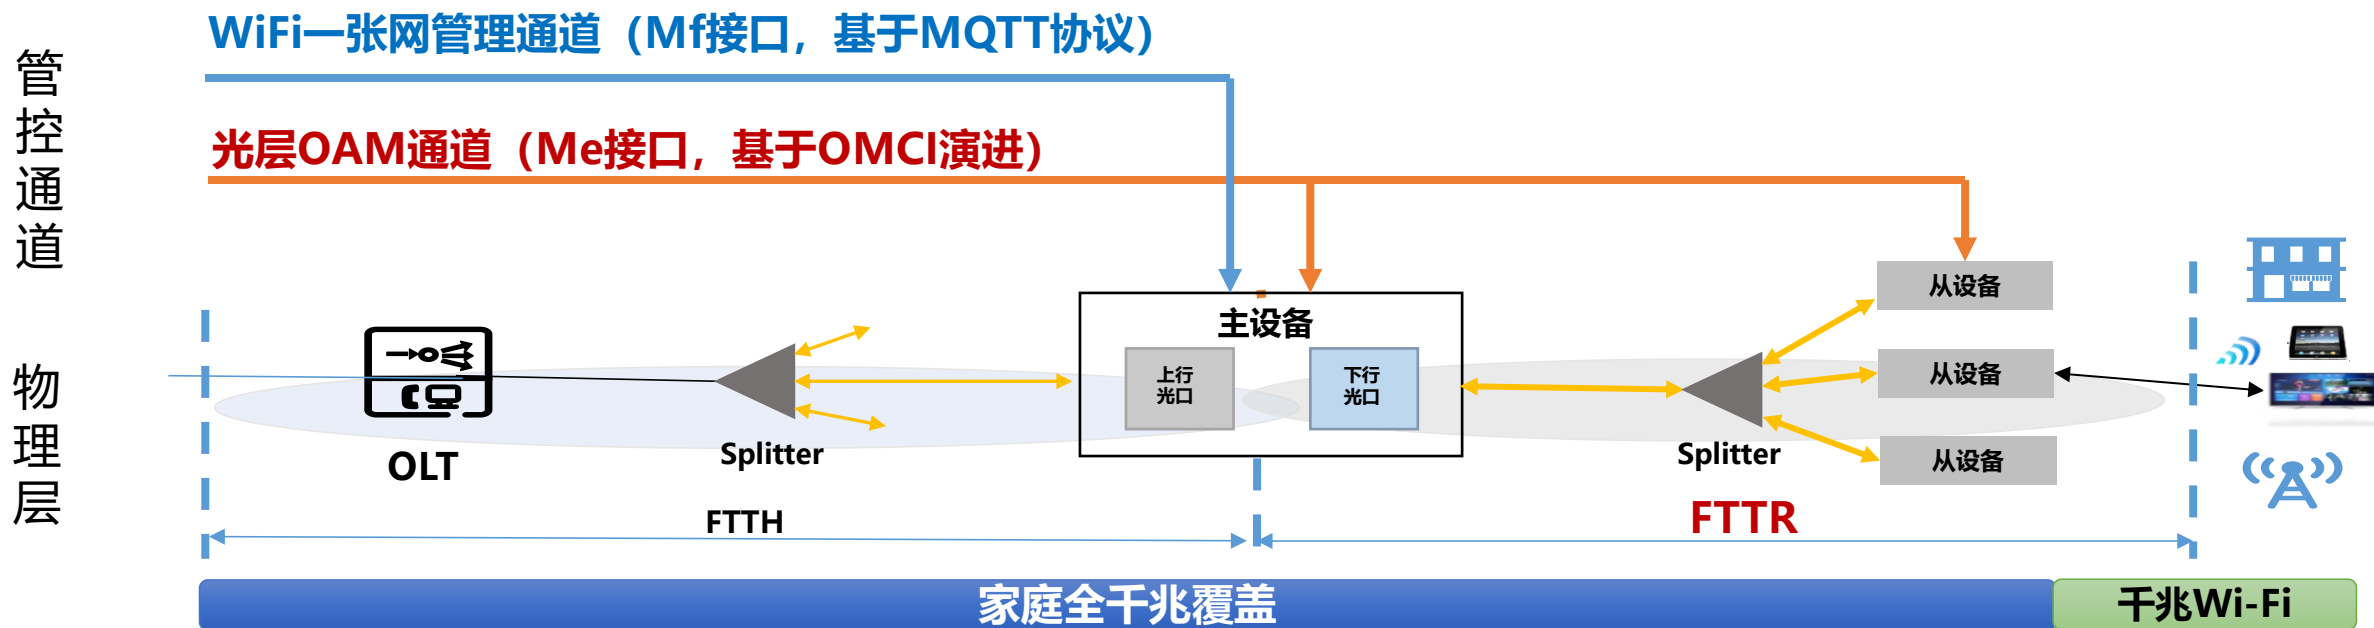 WiFi一张网管理通道（Mf接口，基于MQTT协议）
管控通道
光层OAM通道（Me接口，基于OMCI演进）
从设备
主设备
上行
光口
下行
光口
从设备
物理层
OLT
Splitter
Splitter
从设备
FTTH
FTTR
家庭全千兆覆盖
千兆Wi-Fi